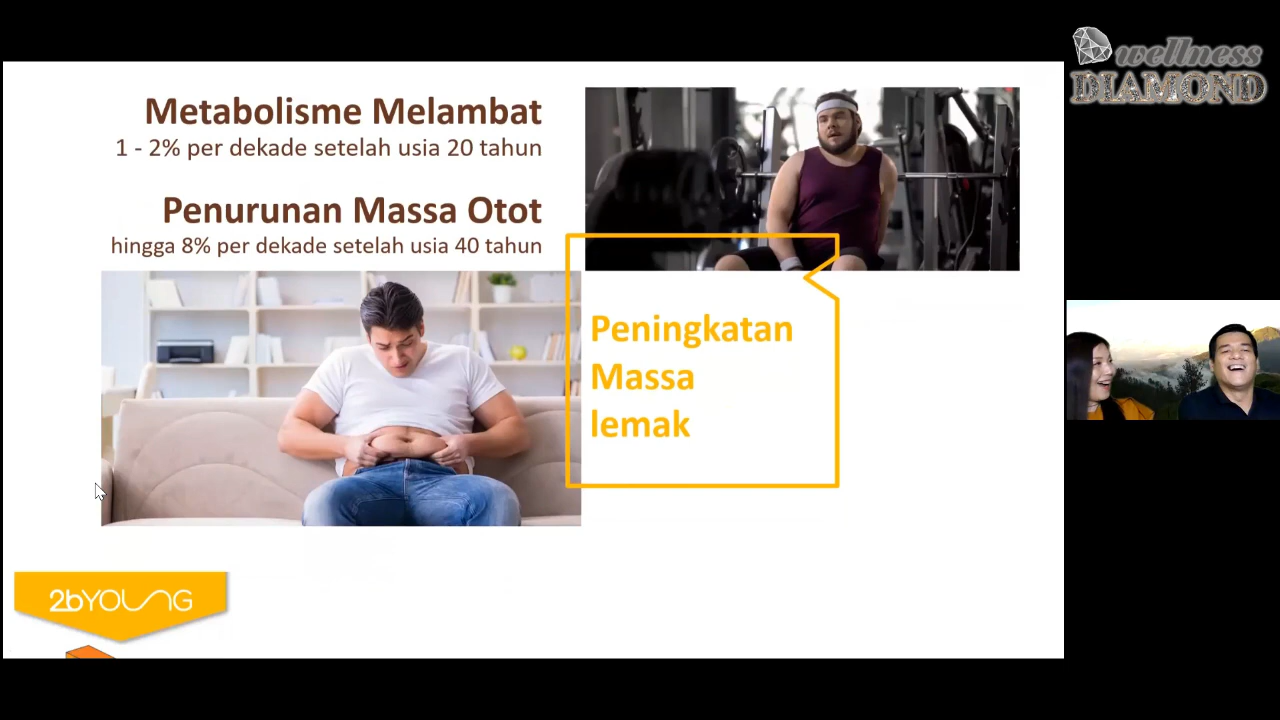 wellness
DIAMOND
Metabolisme Melambat
1 - 2% per dekade setelah usia 20 tahun
Penurunan Massa Otot
hingga 8% per dekade setelah usia 40 tahun
Peningkatan
Massa
lemak
2bYOUNG